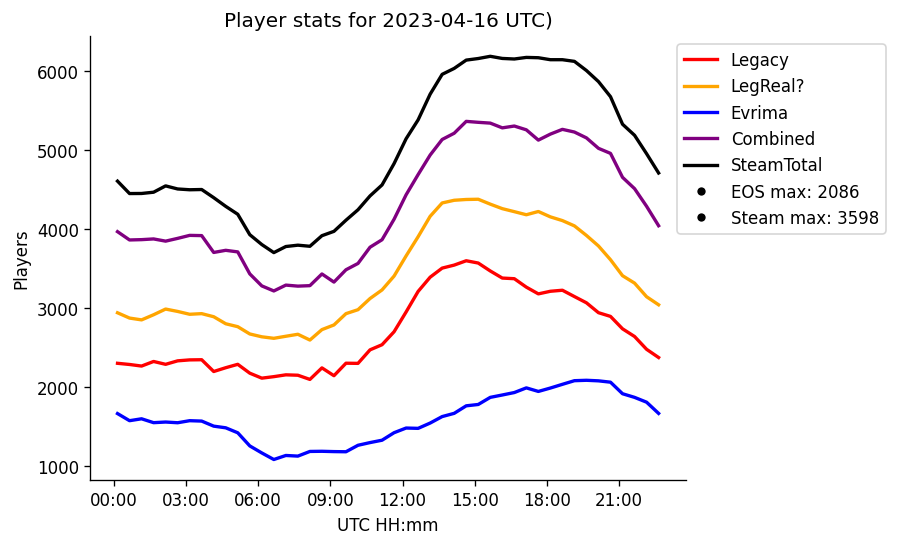 Player stats for 2023-04-16 UTC)
Legacy
LegReal?
Evrima
Combined
SteamTotal
EOS max: 2086
Steam max: 3598
Players
6000
5000
4000
3000
2000
1000
00:00 03:00 06:00 09:00 12:00 15:00 18:00 21:00
UTC HH:mm